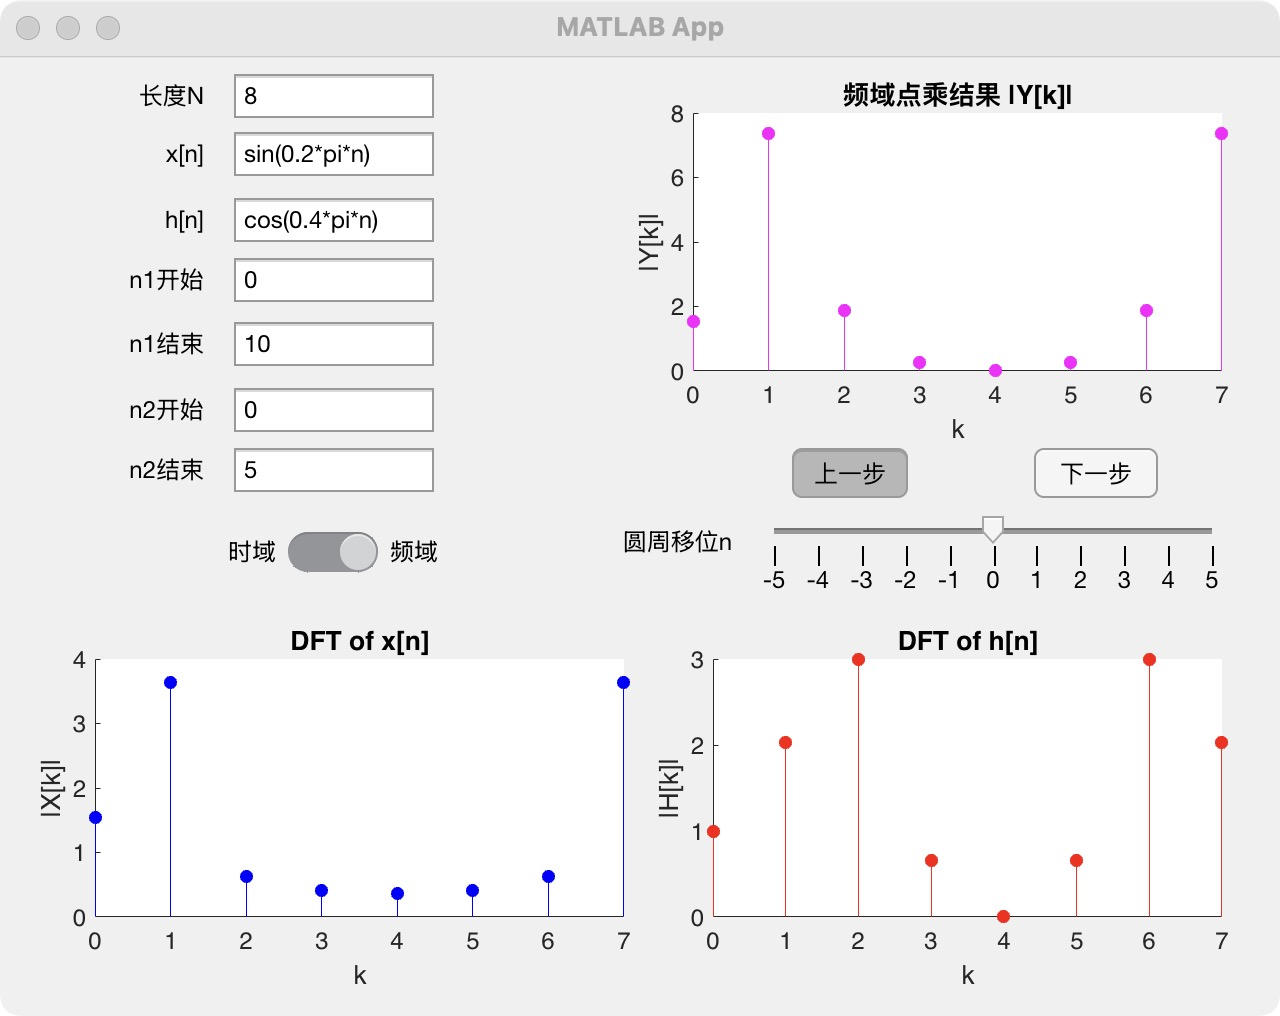 MATLAB App
长度N
8
x[n]
sin(0.2*pi*n)
h[n]
cos(0.4*pi*n)
n1开始
0
n1结束
10
n2开始
0
n2结束
5
时域
频域
频域点乘结果 |Y[k]|
|Y[k]|
8
6
4
2
0
0 1 2 3 4 5 6 7
k
上一步
下一步
圆周移位n
-5 -4 -3 -2 -1 0 1 2 3 4 5
DFT of x[n]
|X[k]|
4
3
2
1
0
0 1 2 3 4 5 6 7
k
DFT of h[n]
|H[k]|
3
2
1
0
0 1 2 3 4 5 6 7
k